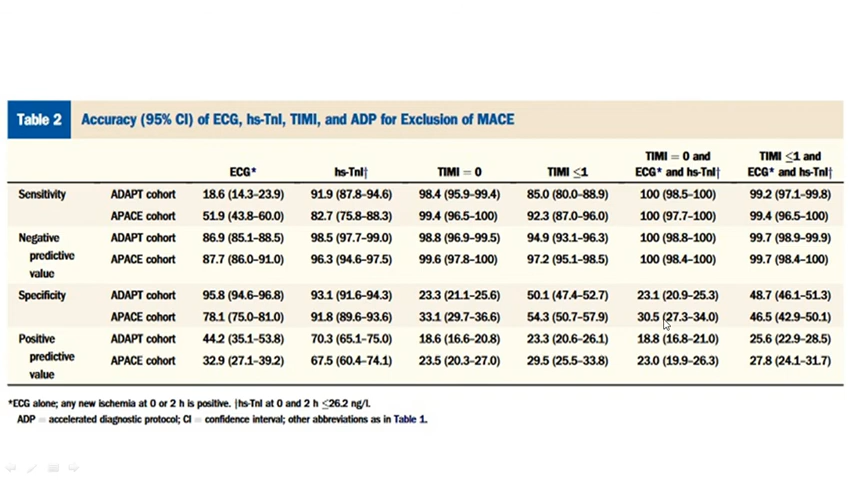 Table 2 Accuracy (95% CI) of ECG, hs-TnI, TIMI, and ADP for Exclusion of MACE
ECG* hs-TnI† TIMI = 0 TIMI ≤1 TIMI = 0 and ECG* and hs-TnI† TIMI ≤1 and ECG* and hs-TnI†
Sensitivity ADAPT cohort 18.6 (14.3–23.9) 91.9 (87.8–94.6) 98.4 (95.9–99.4) 85.0 (80.0–88.9) 100 (98.5–100) 99.2 (97.1–99.8)
APACE cohort 51.9 (43.8–60.0) 82.7 (75.8–88.3) 99.4 (96.5–100) 92.3 (87.0–96.0) 100 (97.7–100) 99.4 (96.5–100)
Negative predictive value ADAPT cohort 86.9 (85.1–88.5) 98.5 (97.7–99.0) 98.8 (96.9–99.5) 94.9 (93.1–96.3) 100 (98.8–100) 99.7 (98.9–99.9)
APACE cohort 87.7 (86.0–91.0) 96.3 (94.6–97.5) 99.6 (97.8–100) 97.2 (95.1–98.5) 100 (98.4–100) 99.7 (98.4–100)
Specificity ADAPT cohort 95.8 (94.6–96.8) 93.1 (91.6–94.3) 23.3 (21.1–25.6) 50.1 (47.4–52.7) 23.1 (20.9–25.3) 48.7 (46.1–51.3)
APACE cohort 78.1 (75.0–81.0) 91.8 (89.6–93.6) 33.1 (29.7–36.6) 54.3 (50.7–57.9) 30.5 (27.3–34.0) 46.5 (42.9–50.1)
Positive predictive value ADAPT cohort 44.2 (35.1–53.8) 70.3 (65.1–75.0) 18.6 (16.6–20.8) 23.3 (20.6–26.1) 18.8 (16.8–21.0) 25.6 (22.9–28.5)
APACE cohort 32.9 (27.1–39.2) 67.5 (60.4–74.1) 23.5 (20.3–27.0) 29.5 (25.5–33.8) 23.0 (19.9–26.3) 27.8 (24.1–31.7)
*ECG alone; any new ischemia at 0 or 2 h is positive. †hs-TnI at 0 and 2 h ≤26.2 ng/l.
ADP = accelerated diagnostic protocol; CI = confidence interval; other abbreviations as in Table 1.